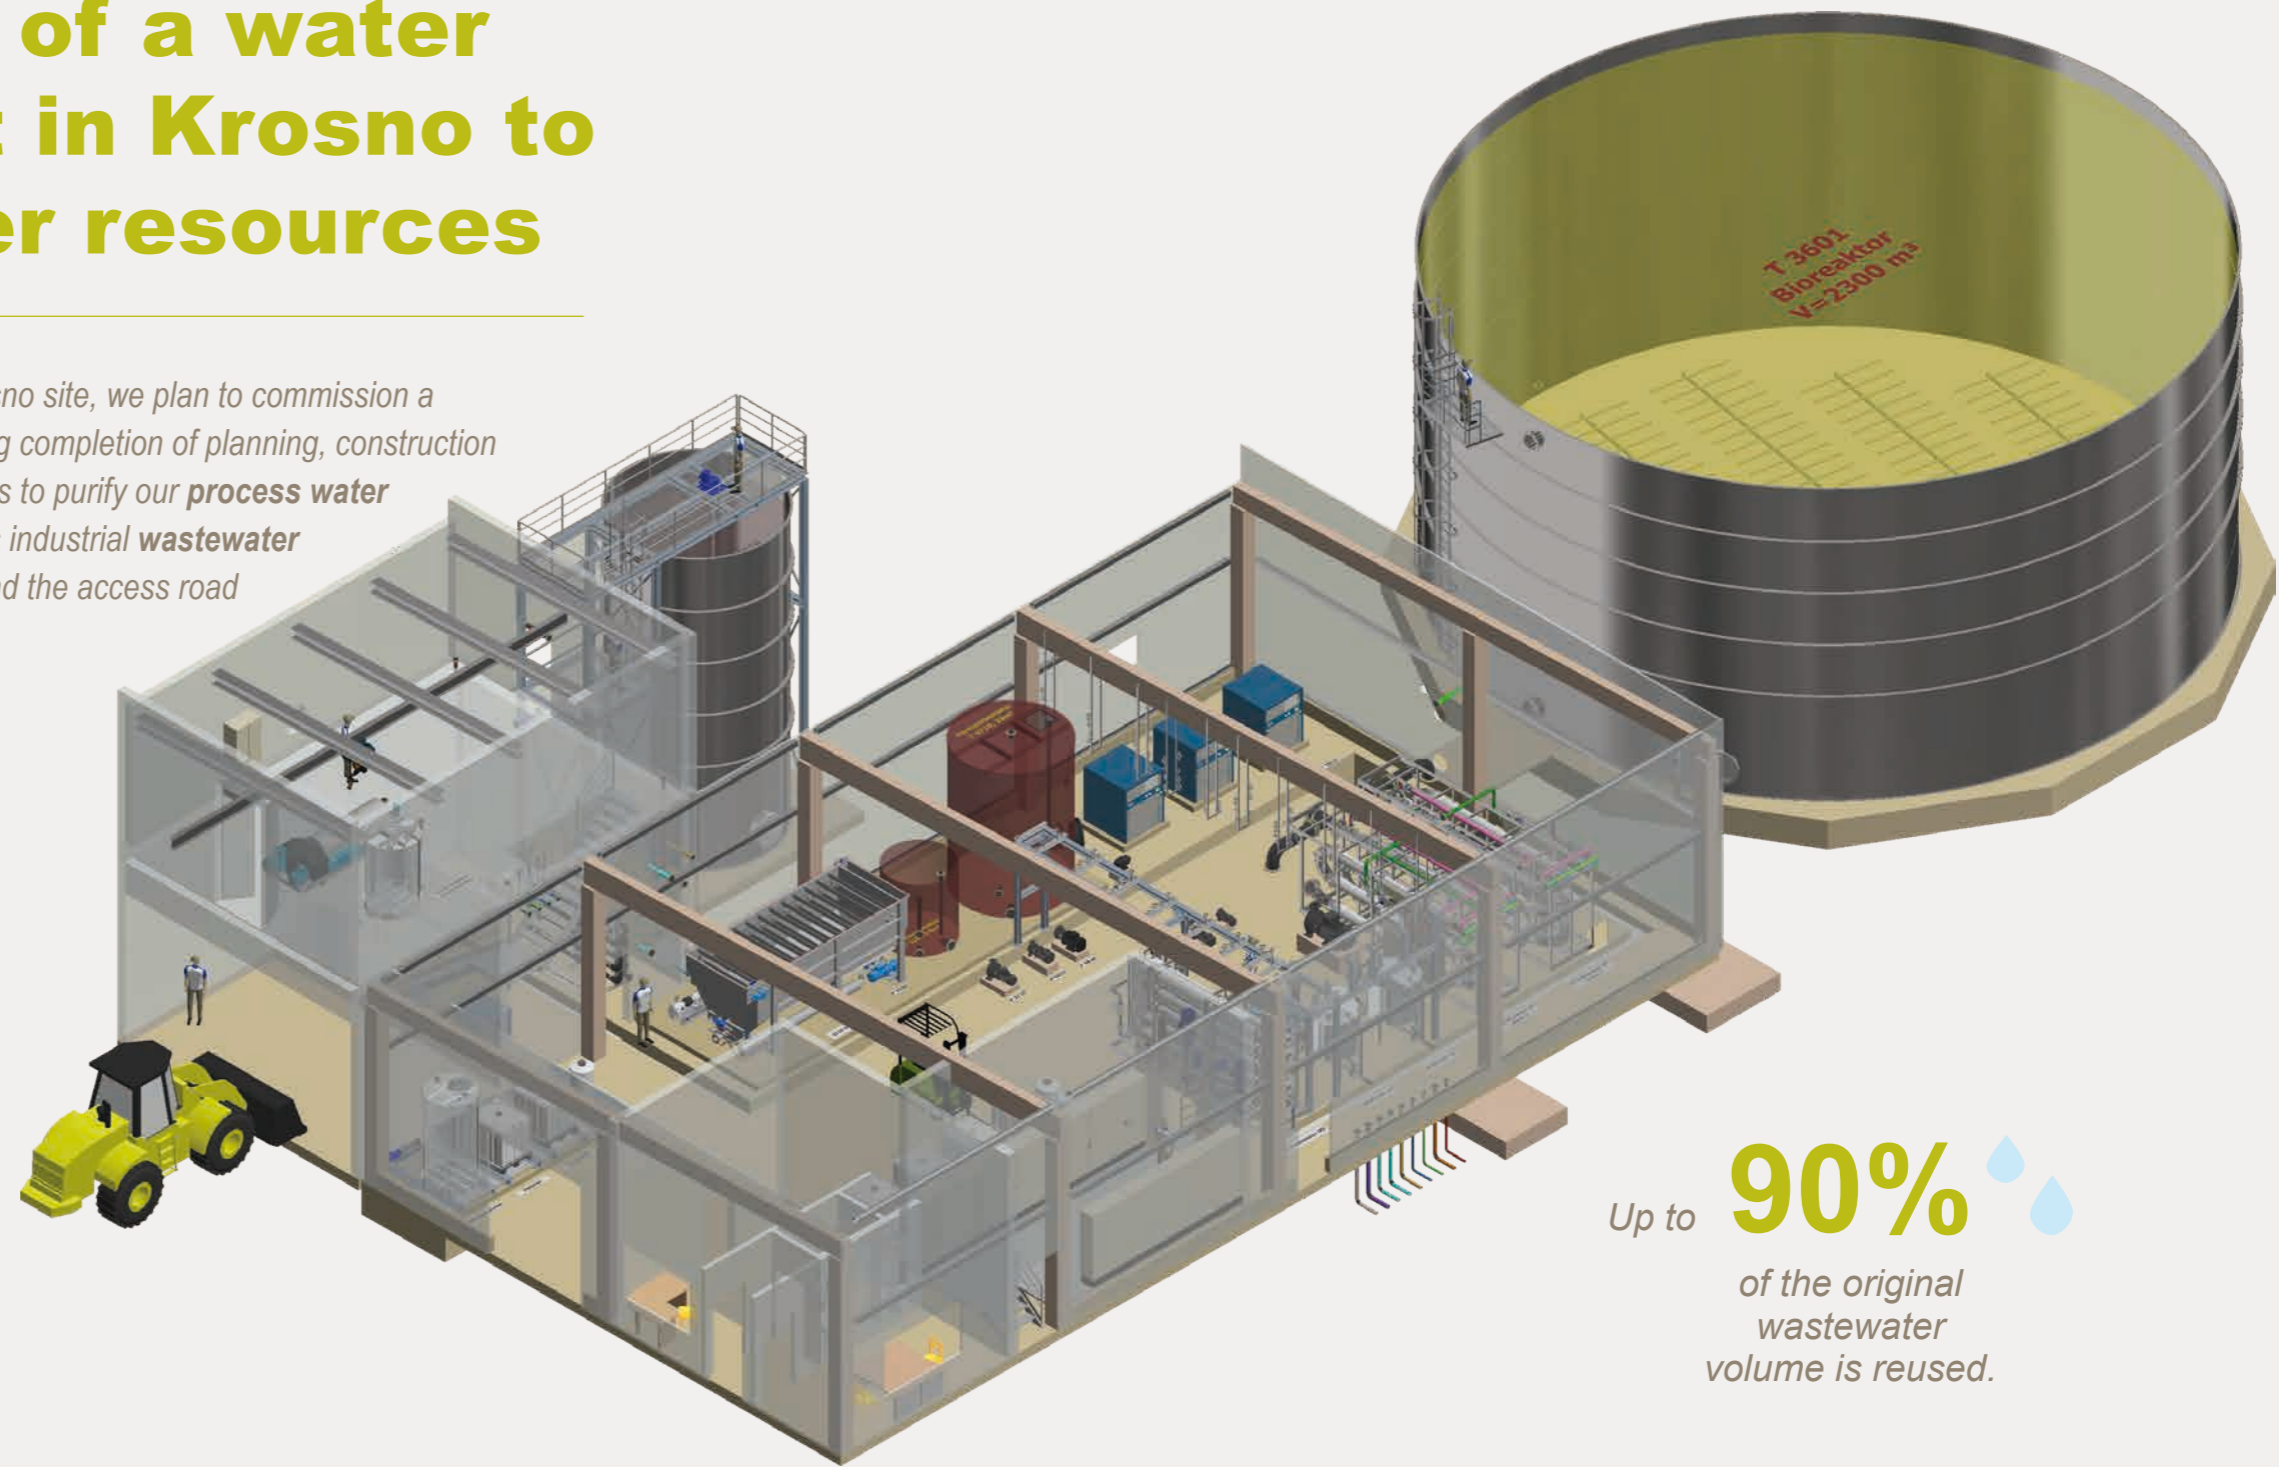 of a water
in Krosno to
er resources
no site, we plan to commission a
g completion of planning, construction
s to purify our process water
industrial wastewater
d the access road
T 3601
Bioreaktor
V=2300 m³
Up to 90%
of the original
wastewater
volume is reused.